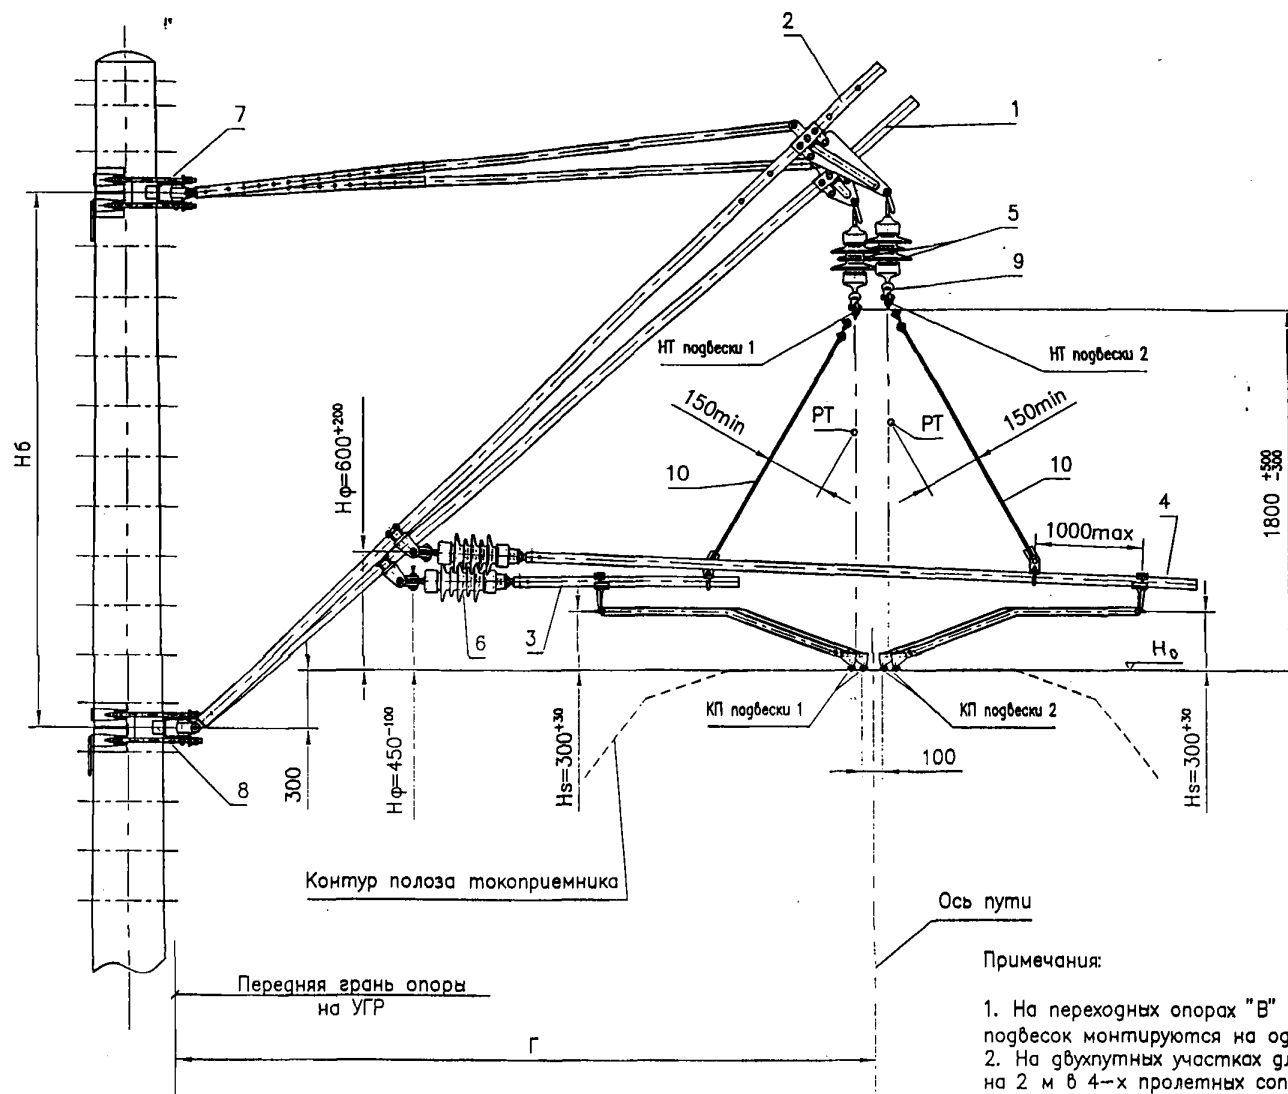 2
7
1
5
9
НТ подвески 1
НТ подвески 2
150min
РТ
РТ
150min
Нб
Нф=600+200
10
10
4
1800 +500 -300
1000max
6
3
Н₀
КП подвески 1
КП подвески 2
300
8
Нф=450-100
Нs=300+30
100
Нs=300+30
Контур полоза токоприемника
Ось пути
Передняя грань опоры
на УГР
Г
Примечания:
1. На переходных опорах "В"
подвесок монтируются на од
2. На двухпутных участках дл
на 2 м в 4-х пролетных соп